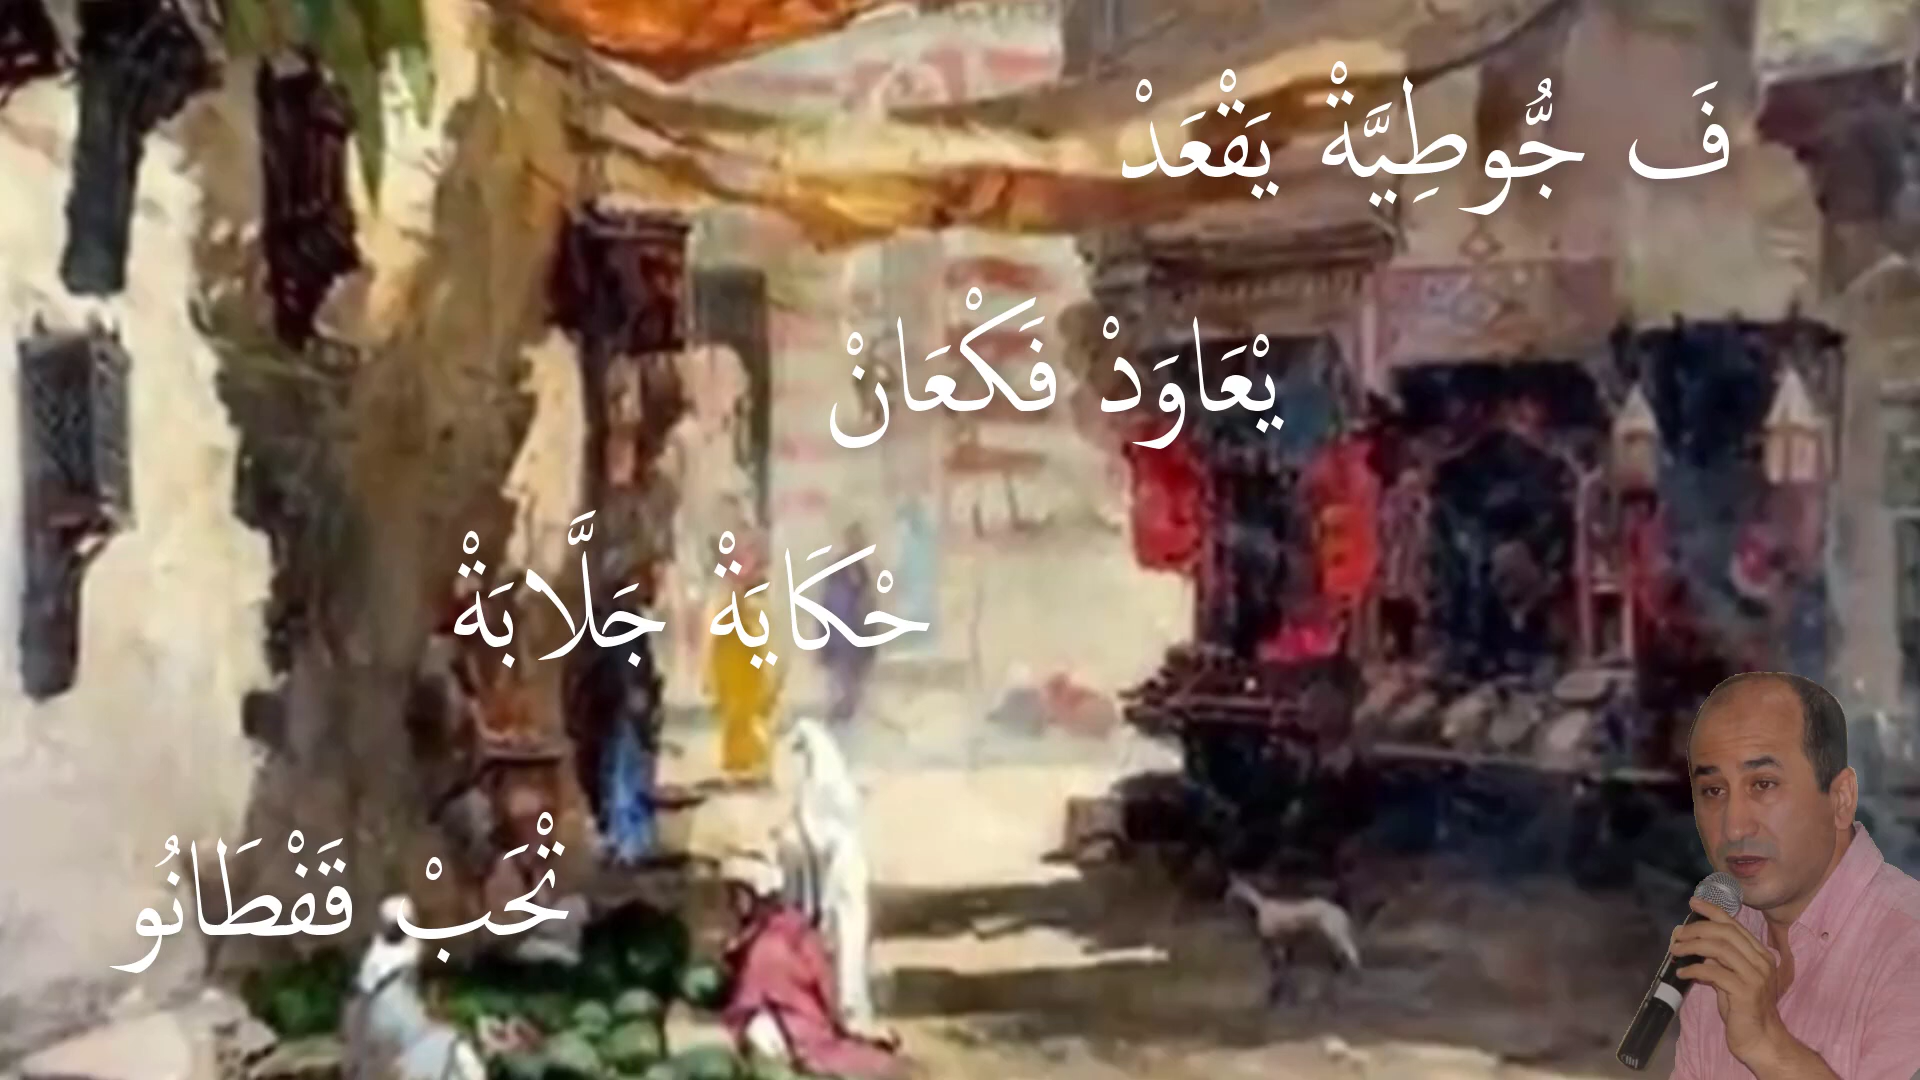 فَ جُّوطِيَّةْ يَقْعَدْ
يْعَاوَدْ فَكْعَانْ
حْكَايَةْ جَلَّابَةْ
تْحَبْ قَفْطَانُو